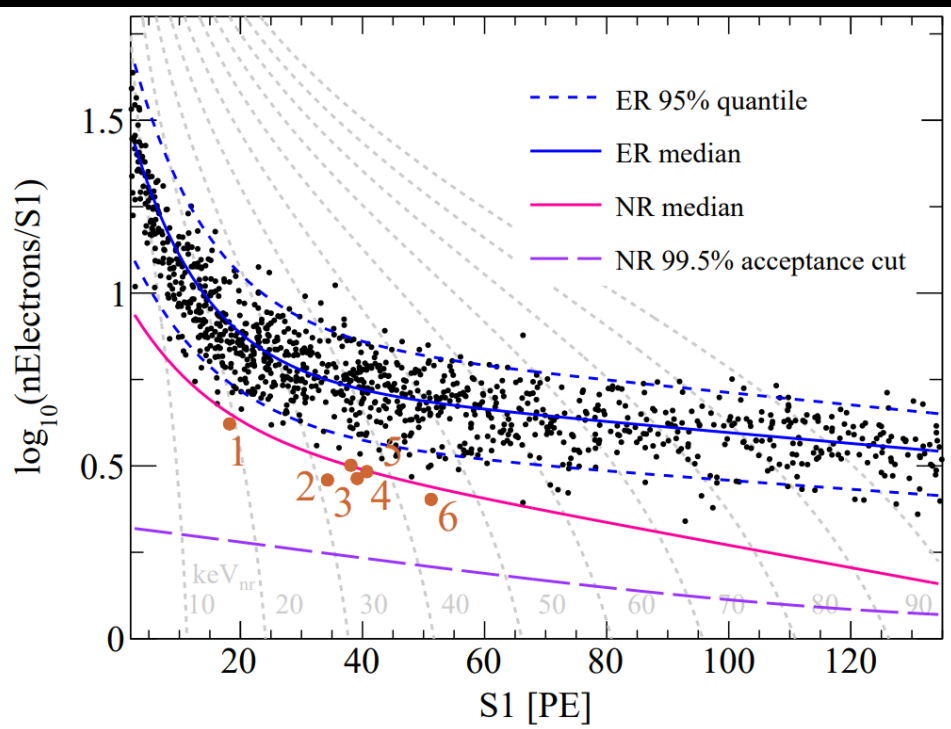 log10(nElectrons/S1)
1.5
1
0.5
0
ER 95% quantile
ER median
NR median
NR 99.5% acceptance cut
1
2
3
4
5
6
keVnr
10 20 30 40 50 60 70 80 90
20 40 60 80 100 120
S1 [PE]